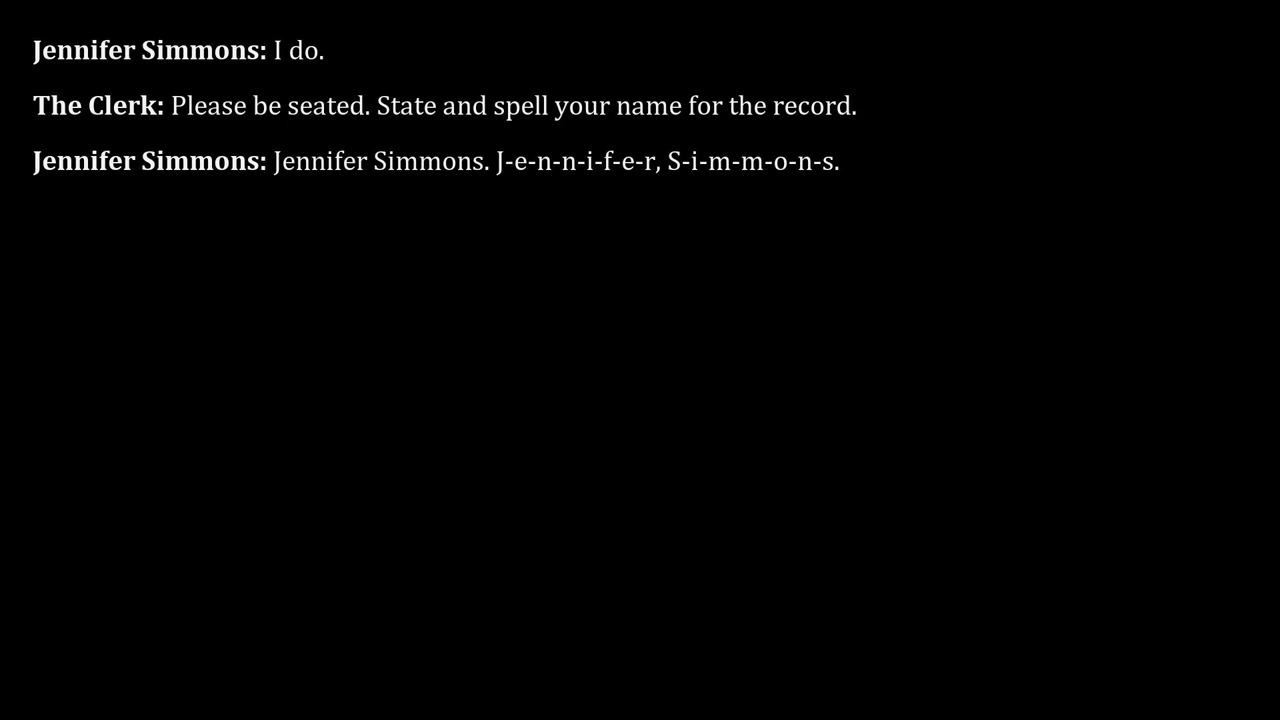 Jennifer Simmons: I do.
The Clerk: Please be seated. State and spell your name for the record.
Jennifer Simmons: Jennifer Simmons. J-e-n-n-i-f-e-r, S-i-m-m-o-n-s.